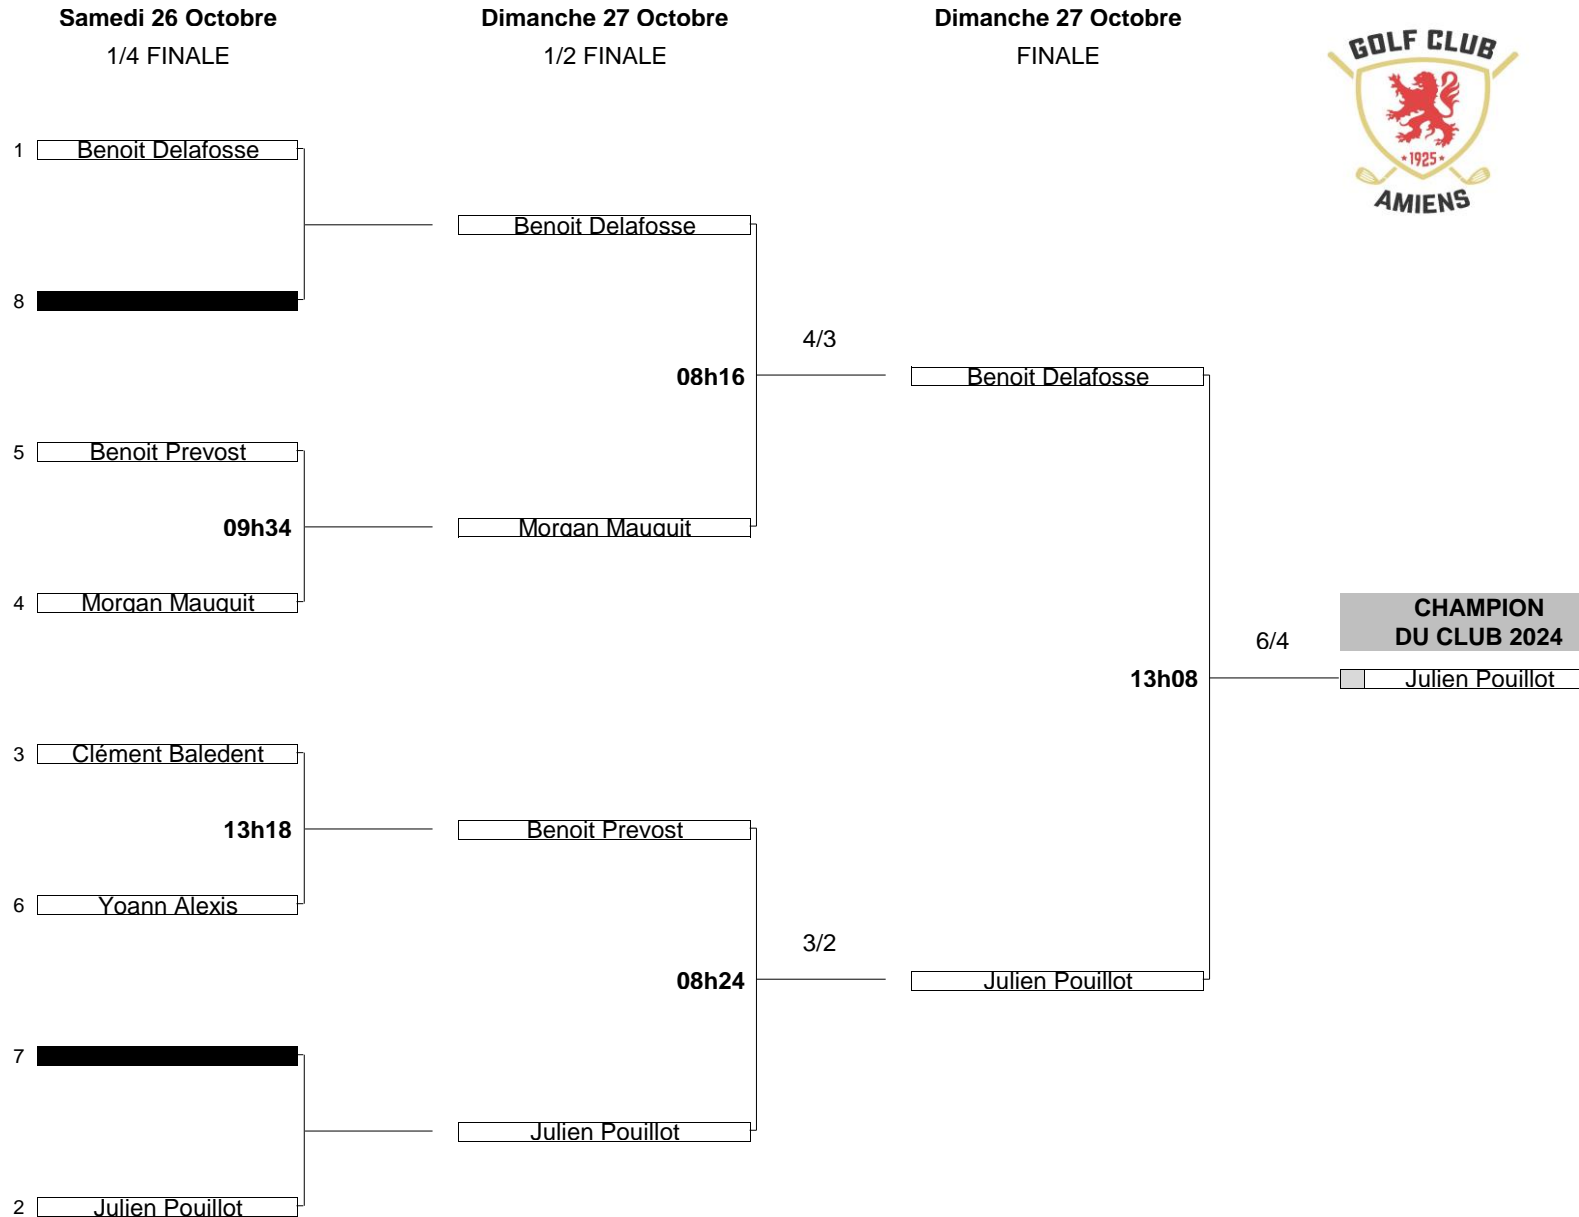 Samedi 26 Octobre
Dimanche 27 Octobre
Dimanche 27 Octobre
1/4 FINALE
1/2 FINALE
FINALE
GOLF CLUB
1925
AMIENS
1 Benoit Delafosse
Benoit Delafosse
8
4/3
08h16
Benoit Delafosse
5 Benoit Prevost
09h34
Morgan Mauguit
4 Morgan Mauguit
CHAMPION
DU CLUB 2024
6/4
13h08
Julien Pouillot
3 Clément Baledent
13h18
Benoit Prevost
6 Yoann Alexis
3/2
08h24
Julien Pouillot
7
Julien Pouillot
2 Julien Pouillot